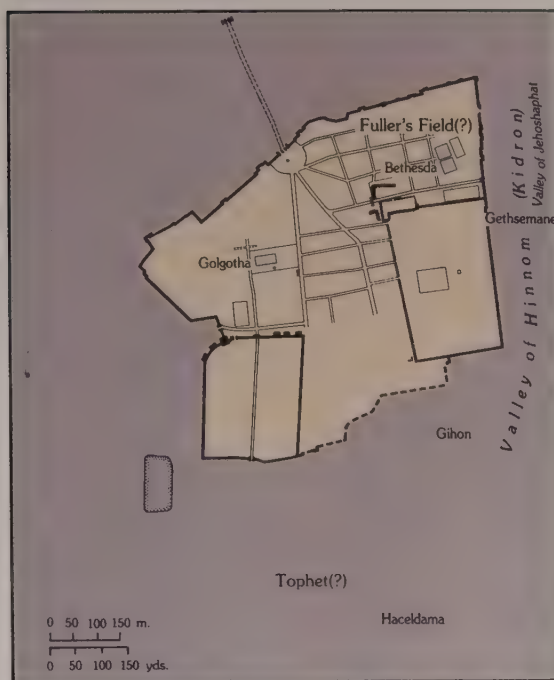 Fuller's Field(?)
Bethesda
(Kidron)
Valley of Jehoshaphat
Gethsemane
Golgotha
Valley of Hinnom
Gihon
Tophet(?)
Haceldama
0 50 100 150 m.
0 50 100 150 yds.